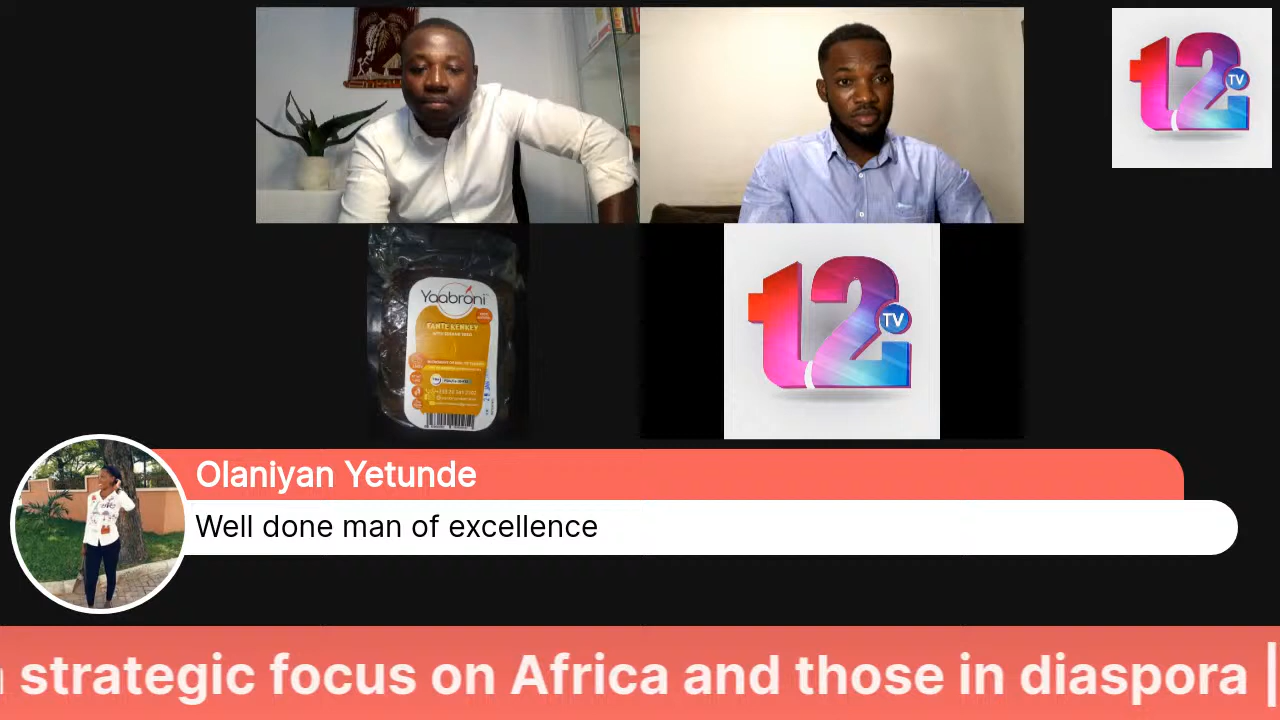 t2
TV
Yaabroni
FANTE KENKEY
t2
TV
Olaniyan Yetunde
Well done man of excellence
strategic focus on Africa and those in diaspora |